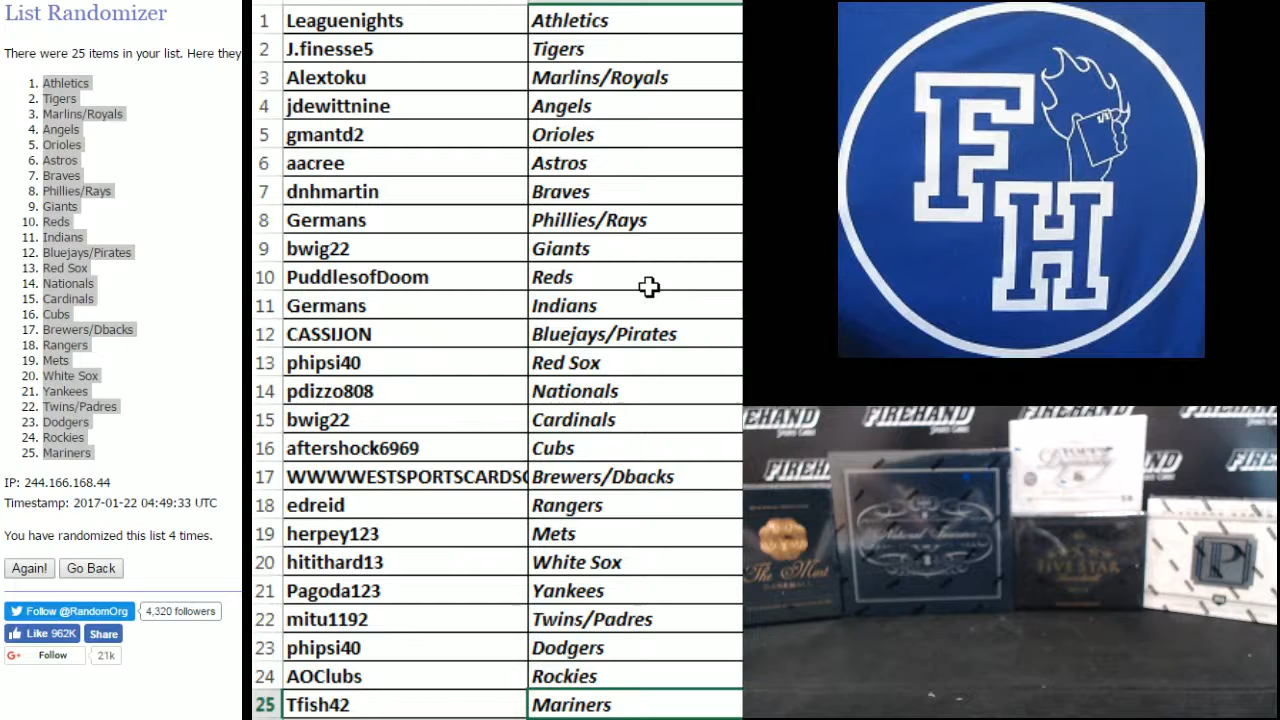 List Randomizer
There were 25 items in your list. Here they
1. Athletics
2. Tigers
3. Marlins/Royals
4. Angels
5. Orioles
6. Astros
7. Braves
8. Phillies/Rays
9. Giants
10. Reds
11. Indians
12. Bluejays/Pirates
13. Red Sox
14. Nationals
15. Cardinals
16. Cubs
17. Brewers/Dbacks
18. Rangers
19. Mets
20. White Sox
21. Yankees
22. Twins/Padres
23. Dodgers
24. Rockies
25. Mariners
IP: 244.166.168.44
Timestamp: 2017-01-22 04:49:33 UTC
You have randomized this list 4 times.
Again! Go Back
Follow @RandomOrg 4,320 followers
Like 962K Share
G+ Follow 21k
1 Leaguenights Athletics
2 J.finesse5 Tigers
3 Alextoku Marlins/Royals
4 jdewittnine Angels
5 gmantd2 Orioles
6 aacree Astros
7 dnhmartin Braves
8 Germans Phillies/Rays
9 bwig22 Giants
10 PuddlesofDoom Reds
11 Germans Indians
12 CASSIJON Bluejays/Pirates
13 phipsi40 Red Sox
14 pdizzo808 Nationals
15 bwig22 Cardinals
16 aftershock6969 Cubs
17 WWWWESTSPORTSCARDSC Brewers/Dbacks
18 edreid Rangers
19 herpey123 Mets
20 hitithard13 White Sox
21 Pagoda123 Yankees
22 mitu1192 Twins/Padres
23 phipsi40 Dodgers
24 AOClubs Rockies
25 Tfish42 Mariners
FH
1/1
FIREHAND
FIREHAND
FIREHAND
The Mint
National Treasures
FIVE STAR
P